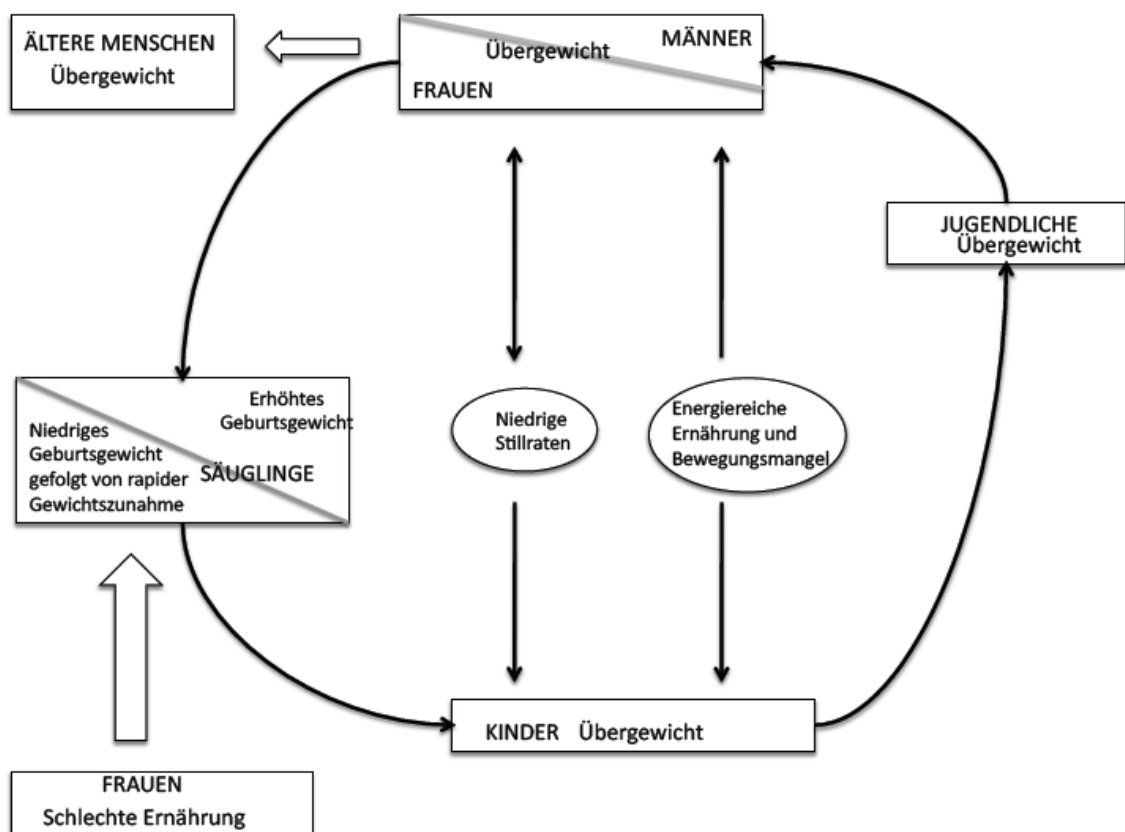 ÄLTERE MENSCHEN
Übergewicht
Übergewicht
MÄNNER
FRAUEN
JUGENDLICHE
Übergewicht
Erhöhtes
Geburtsgewicht
Niedriges
Geburtsgewicht
gefolgt von rapider
Gewichtszunahme
SÄUGLINGE
Niedrige
Stillraten
Energiereiche
Ernährung und
Bewegungsmangel
KINDER Übergewicht
FRAUEN
Schlechte Ernährung